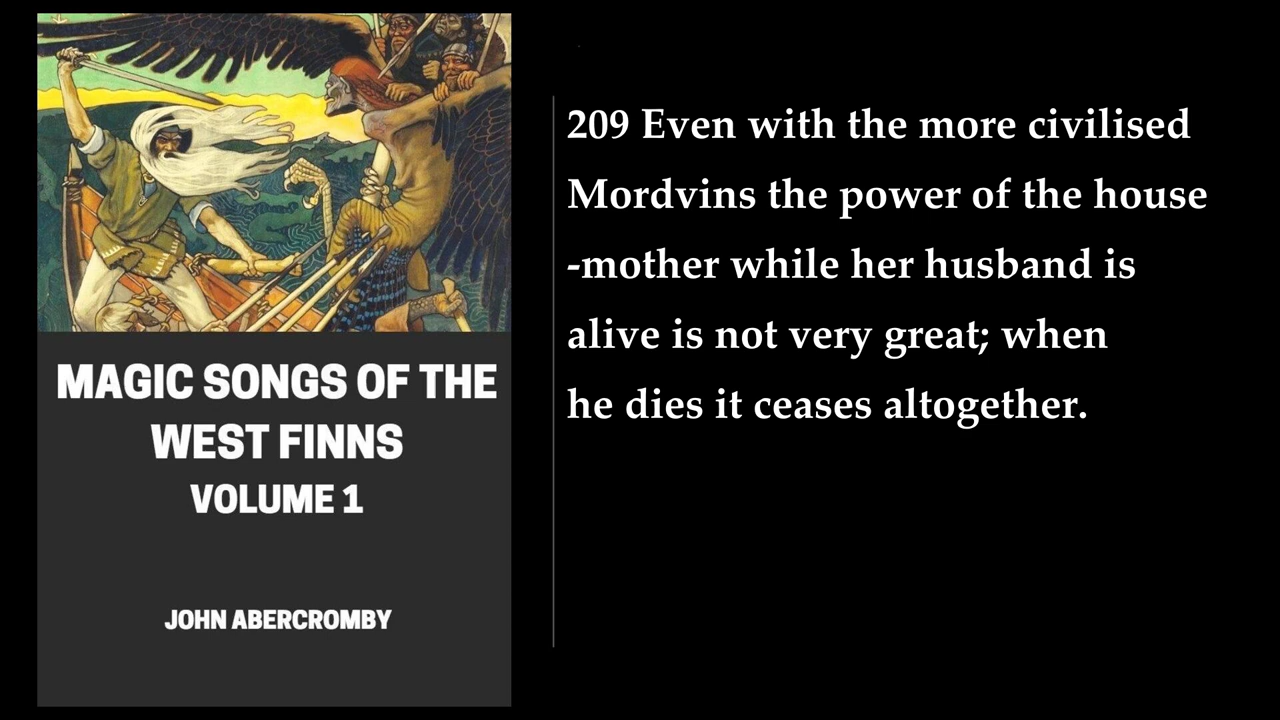 MAGIC SONGS OF THE
WEST FINNS
VOLUME 1
JOHN ABERCROMBY
209 Even with the more civilised
Mordvins the power of the house
-mother while her husband is
alive is not very great; when
he dies it ceases altogether.